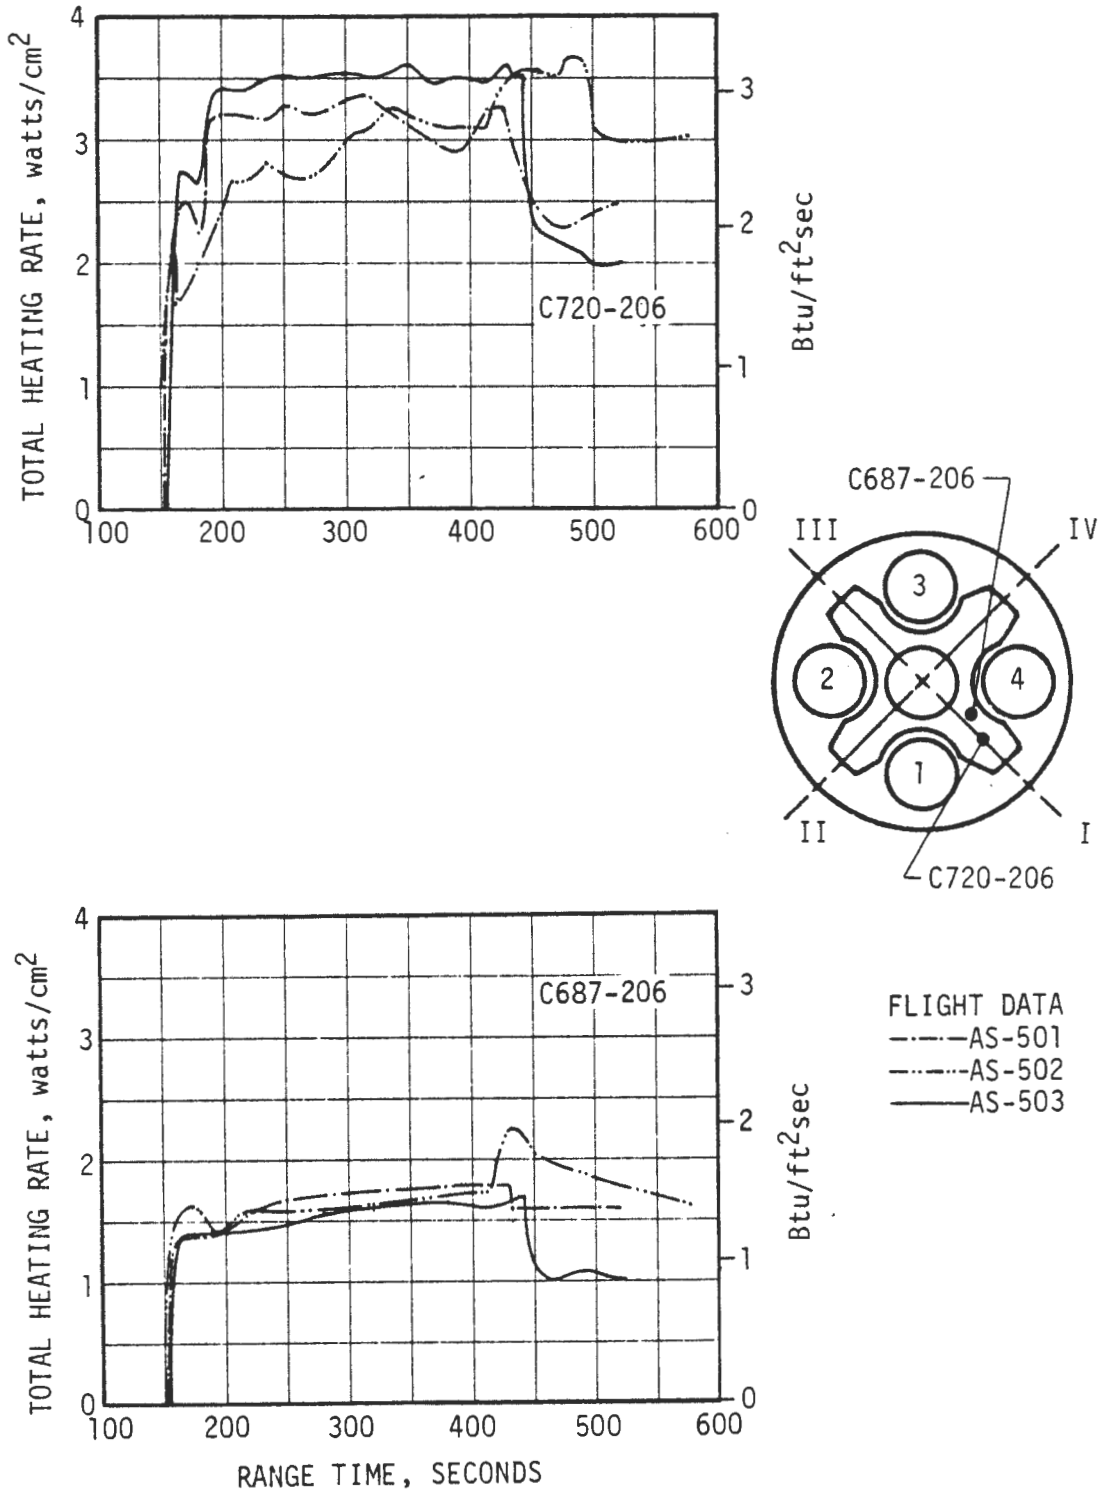 TOTAL HEATING RATE, watts/cm2
4
3
2
1
0
100 200 300 400 500 600
C720-206
3
2
1
0
Btu/ft2sec
C687-206
III
IV
3
2
4
1
II
I
C720-206
TOTAL HEATING RATE, watts/cm2
4
3
2
1
0
100 200 300 400 500 600
C687-206
3
2
1
0
Btu/ft2sec
RANGE TIME, SECONDS
FLIGHT DATA
AS-501
AS-502
AS-503